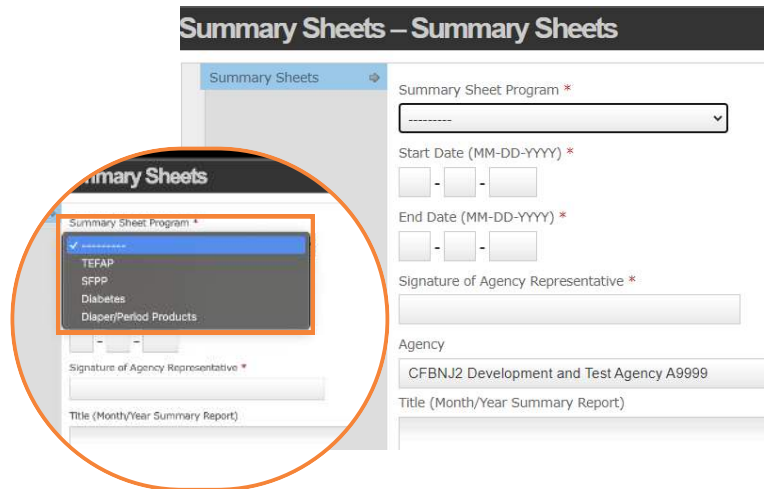 Summary Sheets – Summary Sheets
Summary Sheets
Summary Sheet Program *
---------
Start Date (MM-DD-YYYY) *
- -
End Date (MM-DD-YYYY) *
- -
Signature of Agency Representative *
Agency
CFBNJ2 Development and Test Agency A9999
Title (Month/Year Summary Report)
Sheets
Summary Sheet Program *
✓ ---------
TEFAP
SFPP
Diabetes
Diaper/Period Products
- -
Signature of Agency Representative *
Title (Month/Year Summary Report)